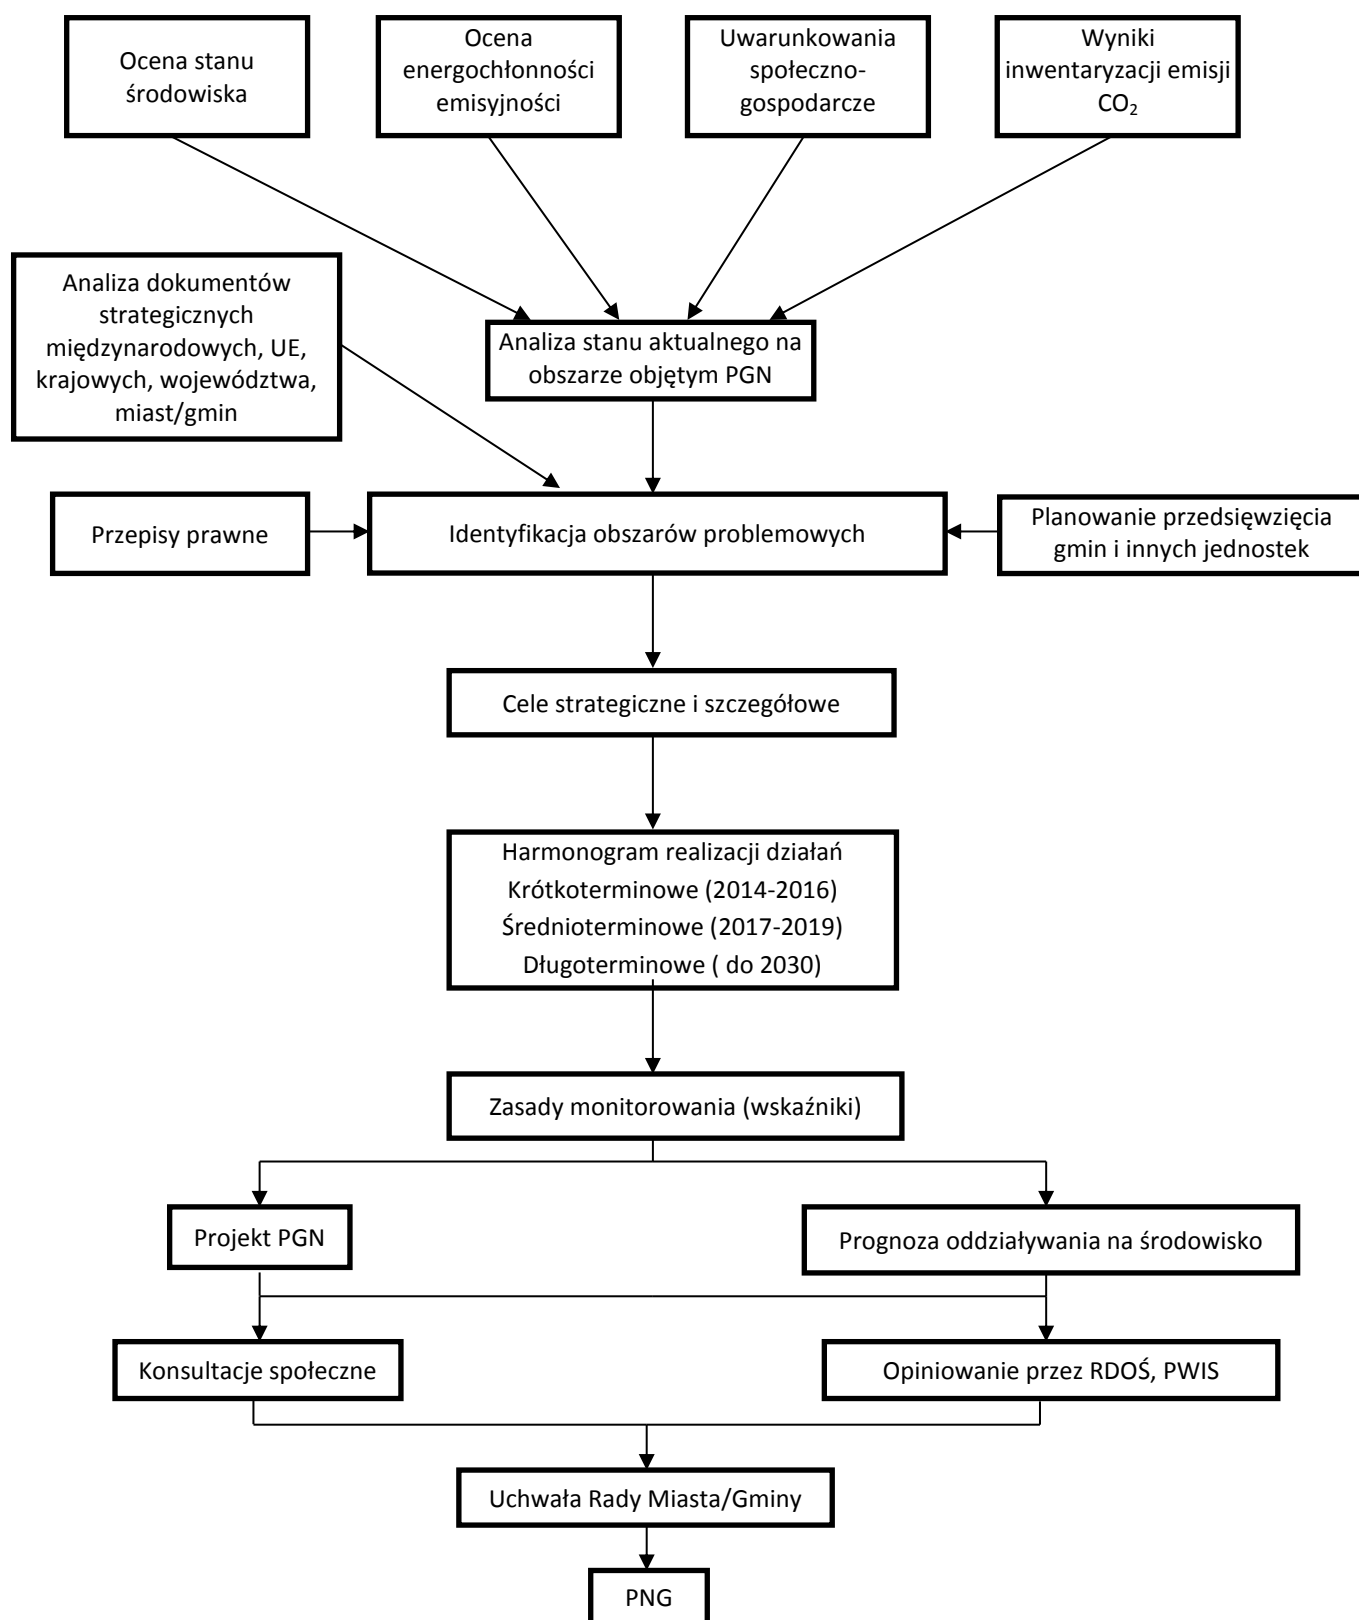 Ocena stanu
środowiska
Ocena
energochłonności
emisyjności
Uwarunkowania
społeczno-
gospodarcze
Wyniki
inwentaryzacji emisji
CO₂
Analiza dokumentów
strategicznych
międzynarodowych, UE,
krajowych, województwa,
miast/gmin
Analiza stanu aktualnego na
obszarze objętym PGN
Przepisy prawne
Identyfikacja obszarów problemowych
Planowanie przedsięwzięcia
gmin i innych jednostek
Cele strategiczne i szczegółowe
Harmonogram realizacji działań
Krótkoterminowe (2014-2016)
Średnioterminowe (2017-2019)
Długoterminowe ( do 2030)
Zasady monitorowania (wskaźniki)
Projekt PGN
Prognoza oddziaływania na środowisko
Konsultacje społeczne
Opiniowanie przez RDOŚ, PWIS
Uchwała Rady Miasta/Gminy
PNG